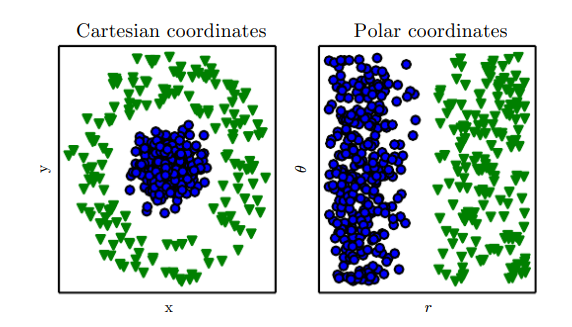 Cartesian coordinates
Polar coordinates
y
x
θ
r